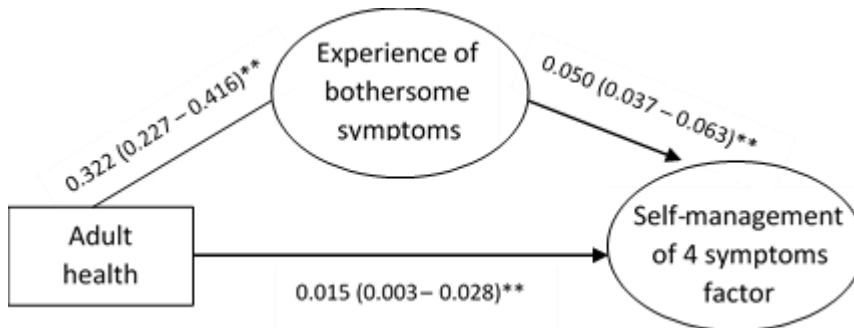 Experience of
bothersome
symptoms
0.322 (0.227 – 0.416)**
0.050 (0.037 – 0.063)**
Adult
health
Self-management
of 4 symptoms
factor
0.015 (0.003 – 0.028)**